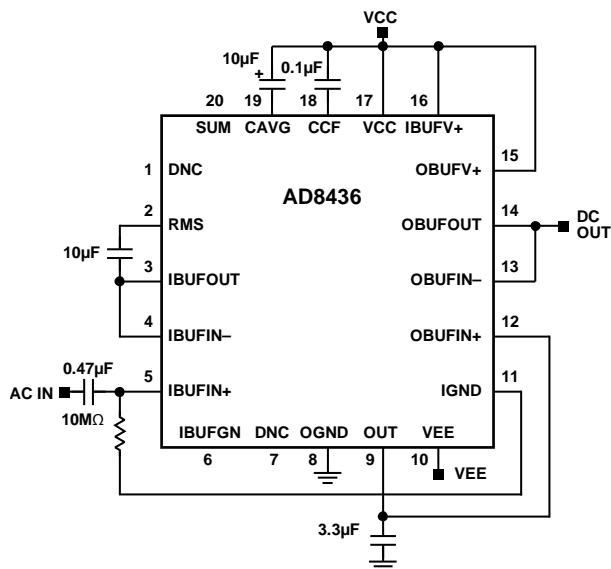 VCC
10µF
+
0.1µF
20 19 18 17 16
SUM CAVG CCF VCC IBUFV+
1 DNC
OBUFV+ 15
AD8436
2 RMS
OBUFOUT 14
DC
OUT
10µF
3 IBUFOUT
OBUFIN– 13
4 IBUFIN–
OBUFIN+ 12
0.47µF
AC IN
5 IBUFIN+
IGND 11
10MΩ
IBUFGN DNC OGND OUT VEE
6 7 8 9 10
VEE
3.3µF